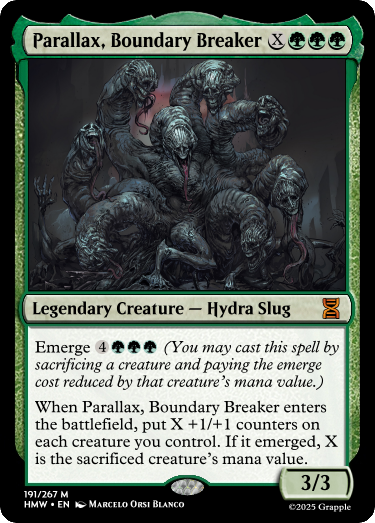 Parallax, Boundary Breaker X
Legendary Creature — Hydra Slug
Emerge 4 (You may cast this spell by
sacrificing a creature and paying the emerge
cost reduced by that creature's mana value.)
When Parallax, Boundary Breaker enters
the battlefield, put X +1/+1 counters on
each creature you control. If it emerged, X
is the sacrificed creature's mana value.
3/3
191/267 M
HMW • EN Marcelo Orsi Blanco
©2025 Grapple